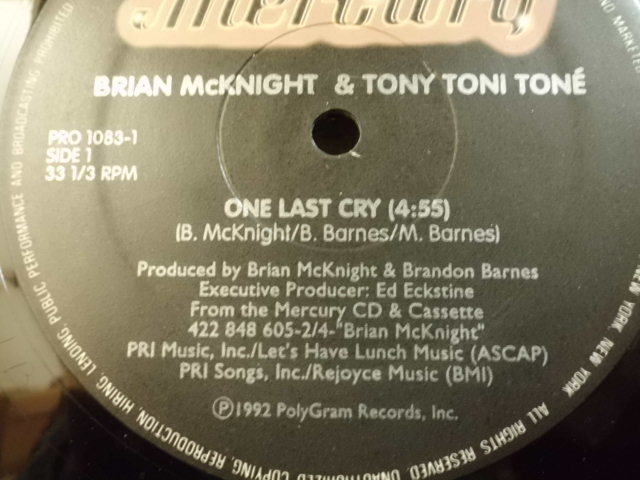 Mercury
BRIAN McKNIGHT & TONY TONI TONÉ
PRO 1083-1
SIDE 1
33 1/3 RPM
ONE LAST CRY (4:55)
(B. McKnight/B. Barnes/M. Barnes)
Produced by Brian McKnight & Brandon Barnes
Executive Producer: Ed Eckstine
From the Mercury CD & Cassette
422 848 605-2/4-"Brian McKnight"
PRI Music, Inc./Let's Have Lunch Music (ASCAP)
PRI Songs, Inc./Rejoyce Music (BMI)
Ⓟ1992 PolyGram Records, Inc.
ALL RIGHTS RESERVED. UNAUTHORIZED COPYING, REPRODUCTION, HIRING, LENDING, PUBLIC PERFORMANCE AND BROADCASTING PROHIBITED
AND MARKETED
NEW YORK, NEW YORK